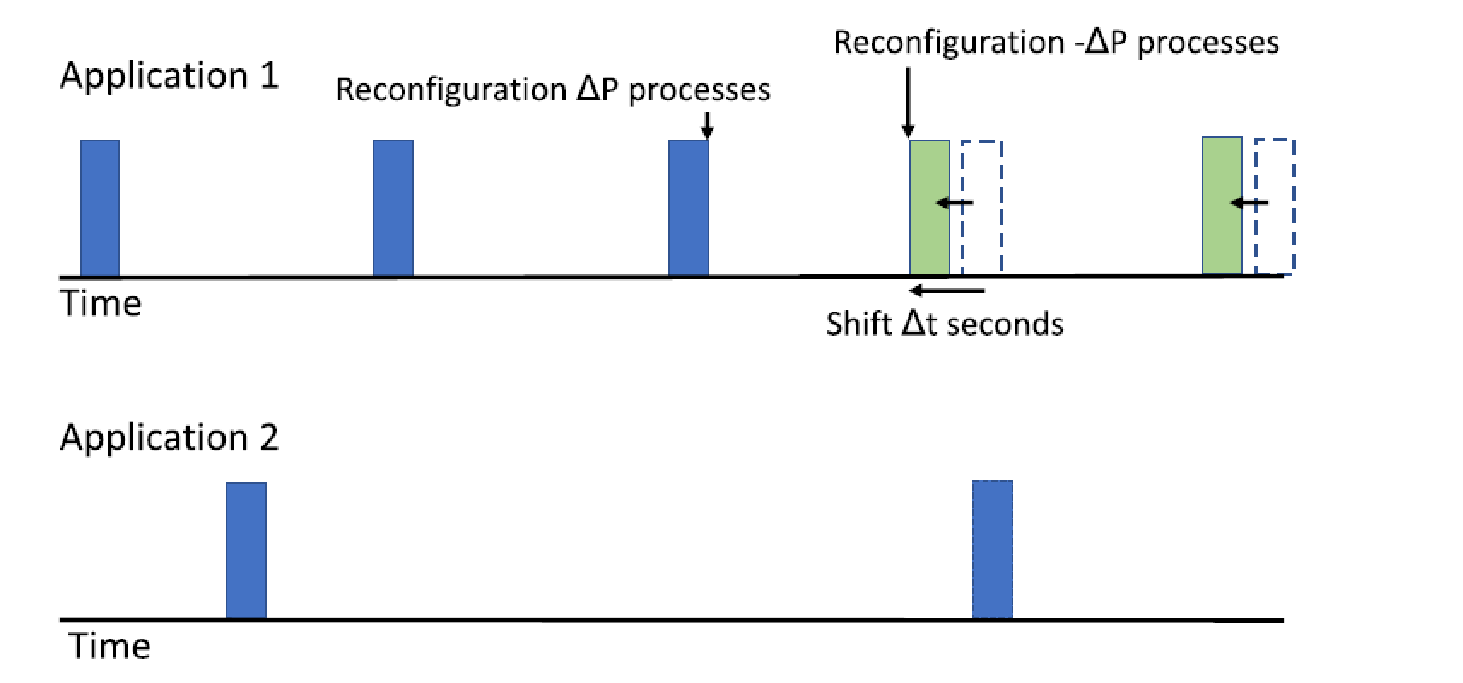 Reconfiguration -ΔP processes
Application 1
Reconfiguration ΔP processes
Time
Shift Δt seconds
Application 2
Time